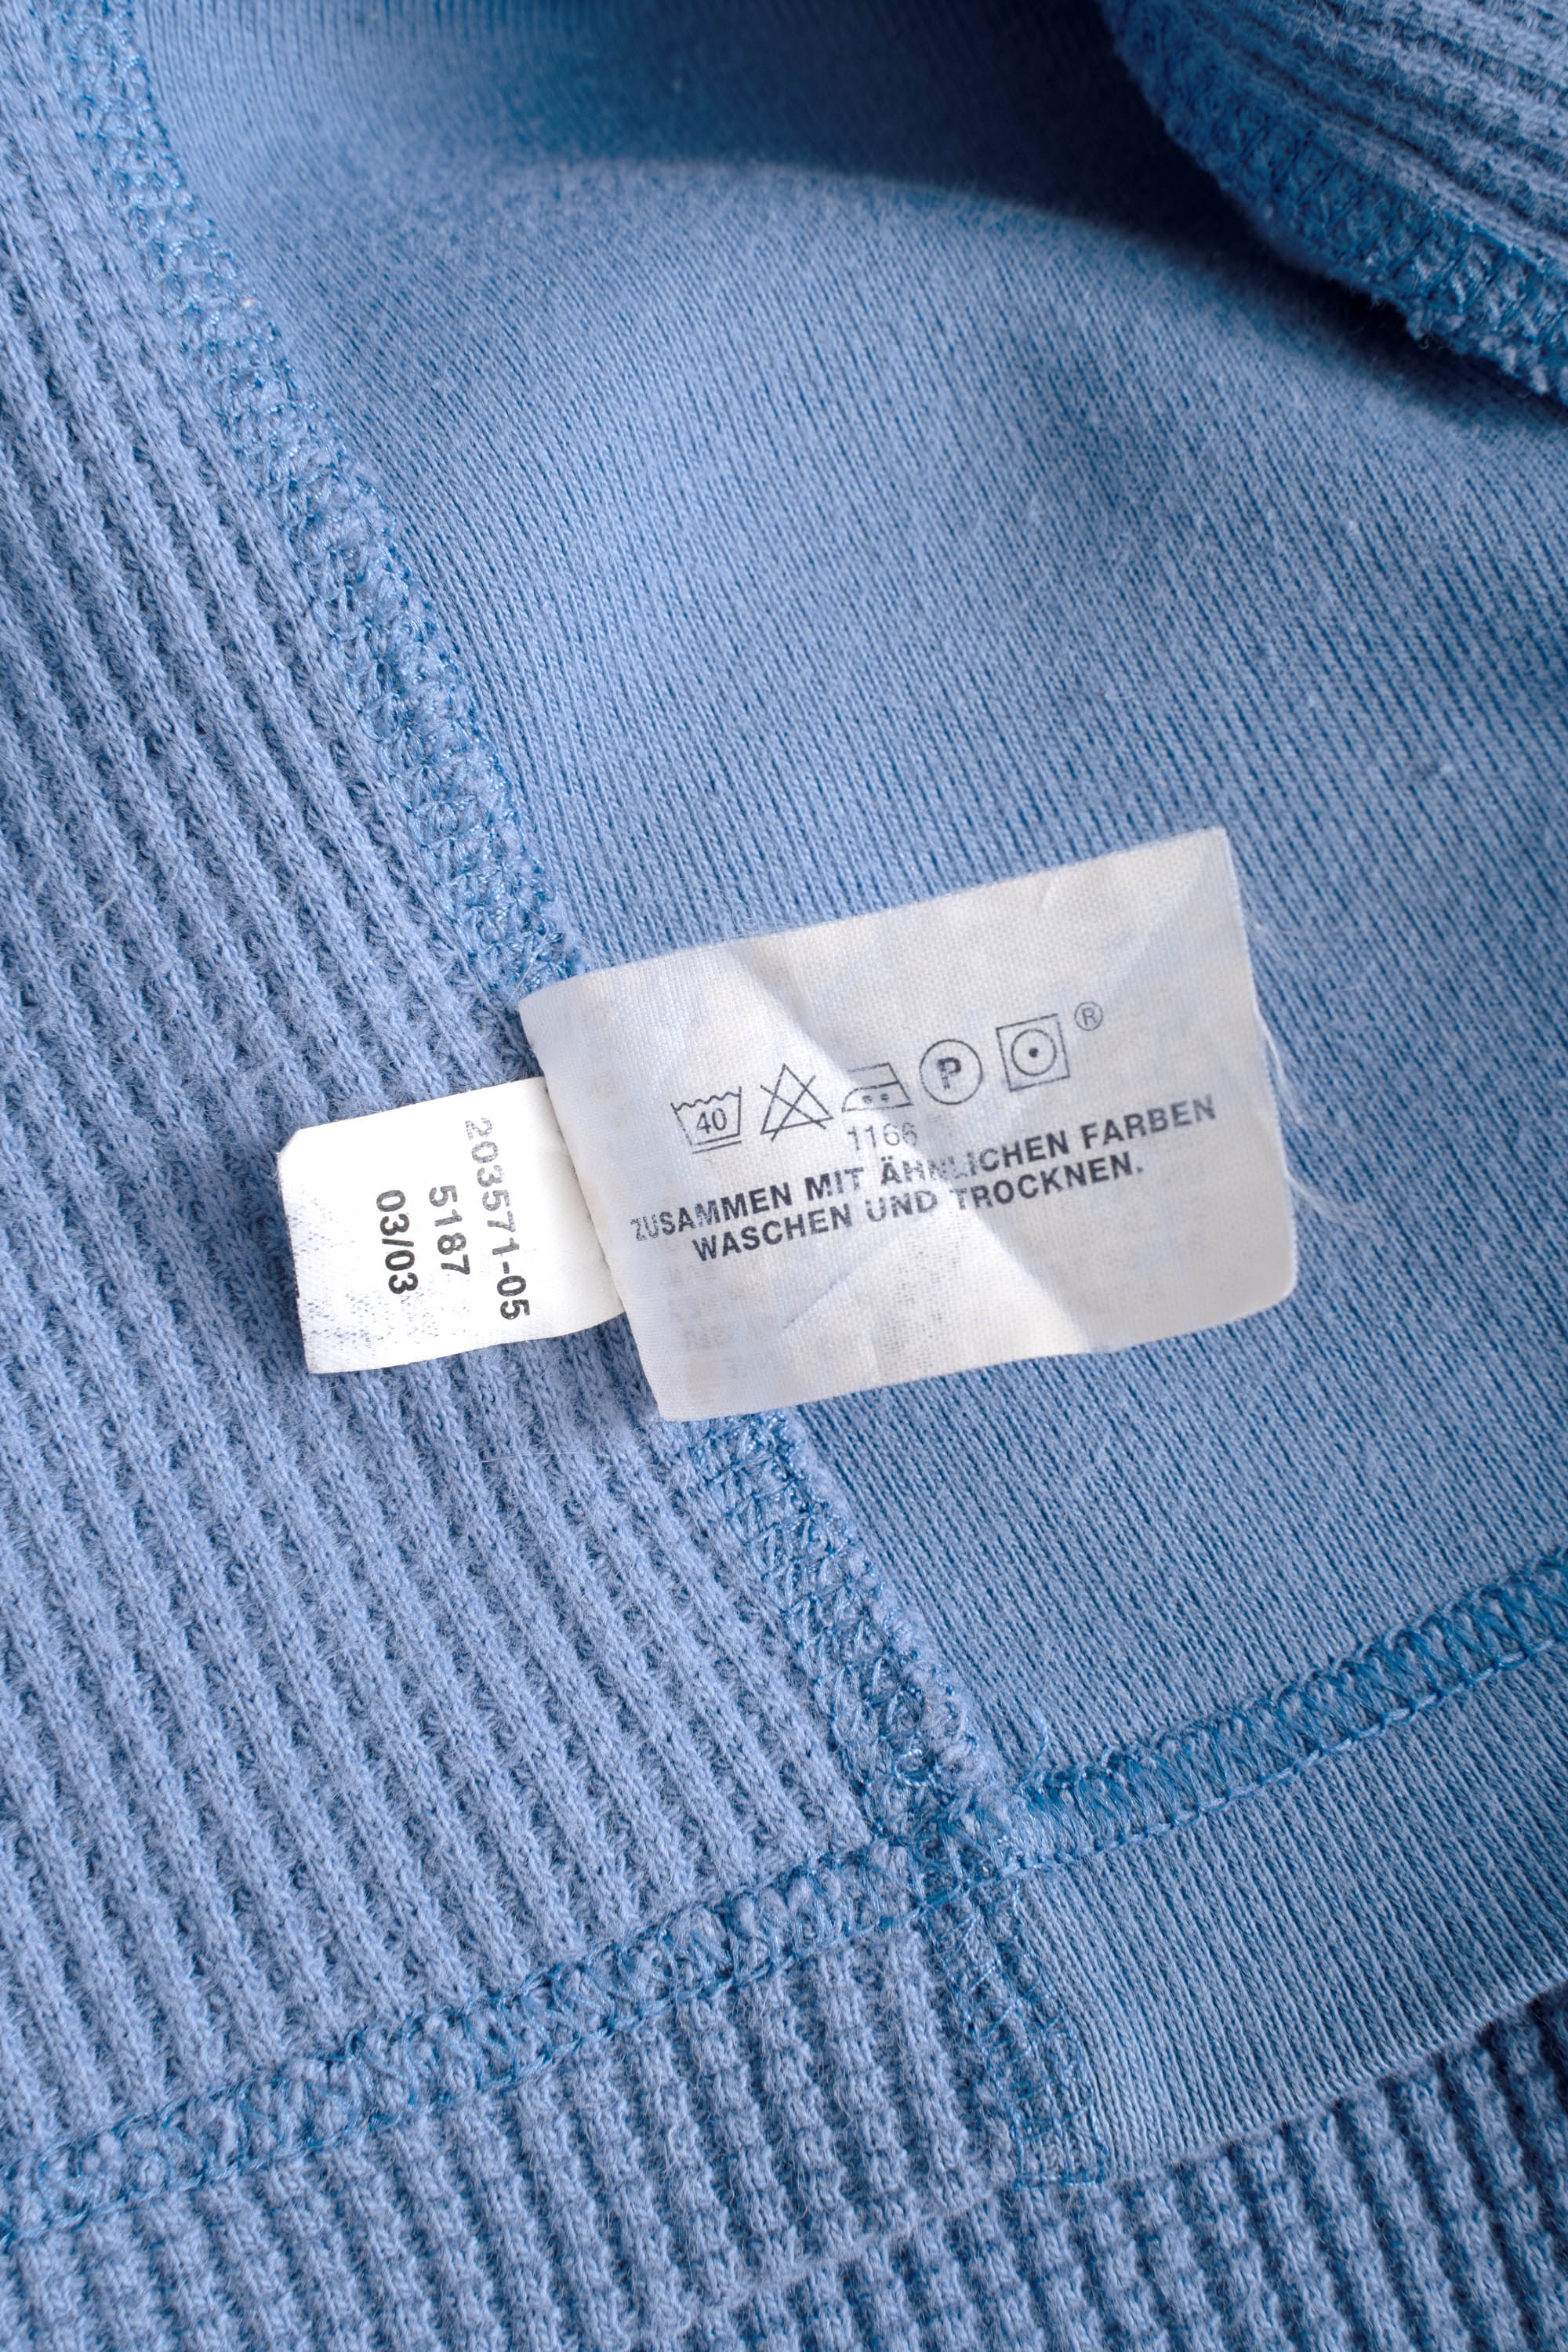 203571-05
5187
03/03
40 P ®
1166
ZUSAMMEN MIT ÄHNLICHEN FARBEN
WASCHEN UND TROCKNEN.